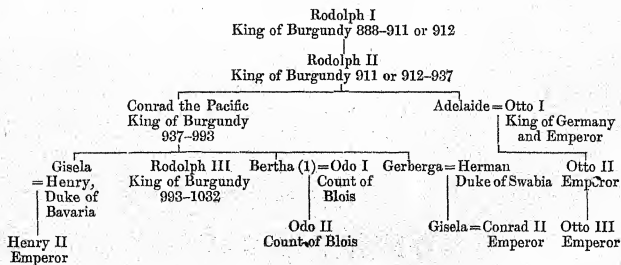 Rodolph I
King of Burgundy 888–911 or 912
Rodolph II
King of Burgundy 911 or 912–937
Conrad the Pacific
King of Burgundy
937–993
Adelaide = Otto I
King of Germany
and Emperor
Gisela
= Henry,
Duke of
Bavaria
Henry II
Emperor
Rodolph III
King of Burgundy
993–1032
Bertha (1) = Odo I
Count of
Blois
Odo II
Count of Blois
Gerberga = Herman
Duke of Swabia
Gisela = Conrad II
Emperor
Otto II
Emperor
Otto III
Emperor